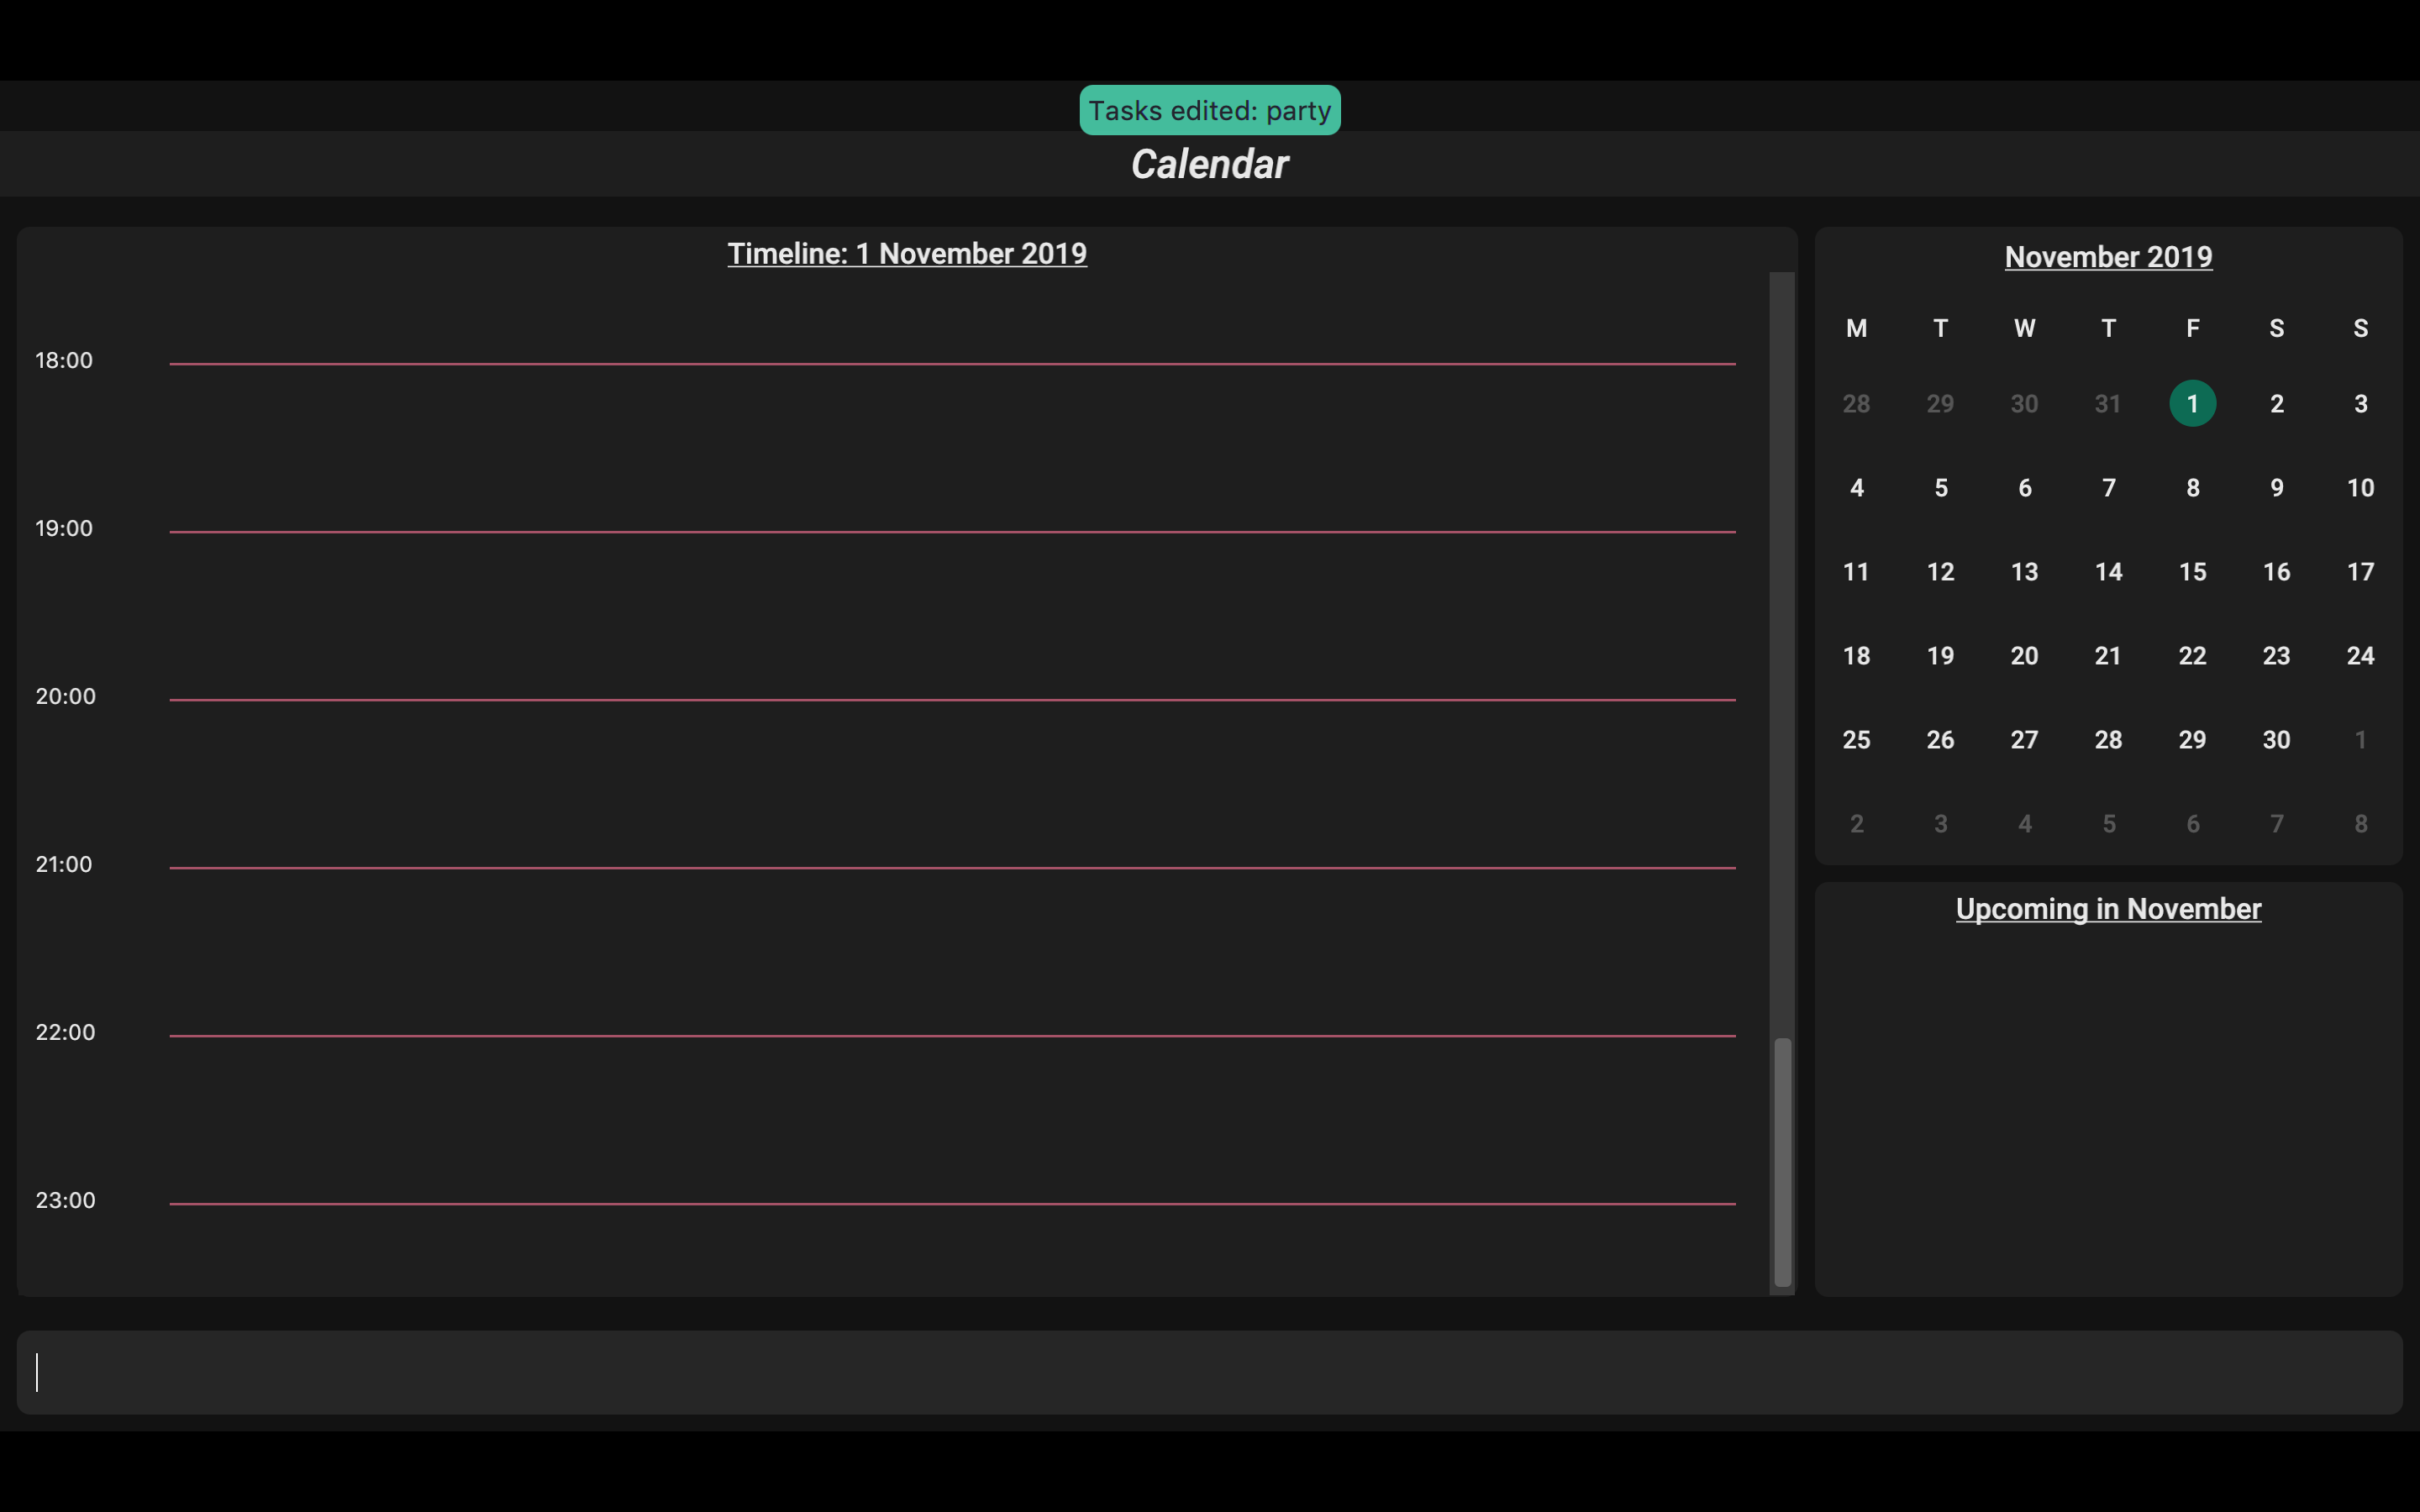 Tasks edited: party
Calendar
Timeline: 1 November 2019
18:00
19:00
20:00
21:00
22:00
23:00
November 2019
M T W T F S S
28 29 30 31 1 2 3
4 5 6 7 8 9 10
11 12 13 14 15 16 17
18 19 20 21 22 23 24
25 26 27 28 29 30 1
2 3 4 5 6 7 8
Upcoming in November